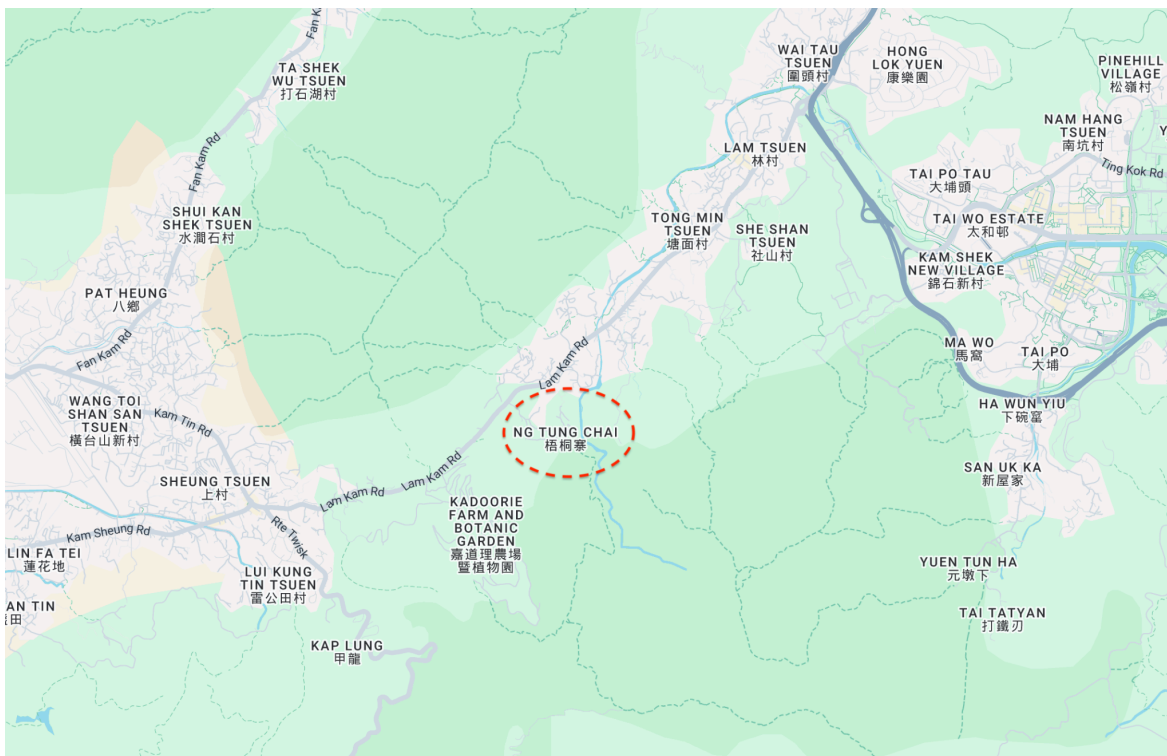 Fan K
TA SHEK
WU TSUEN
打石湖村
WAI TAU
TSUEN
圍頭村
HONG
LOK YUEN
康樂園
PINEHILL
VILLAGE
松嶺村
Fan Kam Rd
LAM TSUEN
林村
NAM HANG
TSUEN
南坑村
Y
Ting Kok Rd
TAI PO TAU
大埔頭
SHUI KAN
SHEK TSUEN
水澗石村
TONG MIN
TSUEN
塘面村
SHE SHAN
TSUEN
社山村
TAI WO ESTATE
太和邨
KAM SHEK
NEW VILLAGE
錦石新村
PAT HEUNG
八鄉
Fan Kam Rd
Lam Kam Rd
MA WO
馬窩
TAI PO
大埔
WANG TOI
SHAN SAN
TSUEN
橫台山新村
Kam Tin Rd
NG TUNG CHAI
梧桐寨
HA WUN YIU
下碗窰
SHEUNG TSUEN
上村
Lam Kam Rd
Lam Kam Rd
SAN UK KA
新屋家
KADOORIE
FARM AND
BOTANIC
GARDEN
嘉道理農場
暨植物園
Kam Sheung Rd
Rte Twisk
LIN FA TEI
蓮花地
LUI KUNG
TIN TSUEN
雷公田村
YUEN TUN HA
元墩下
AN TIN
田
TAI TATYAN
打鐵刃
KAP LUNG
甲龍